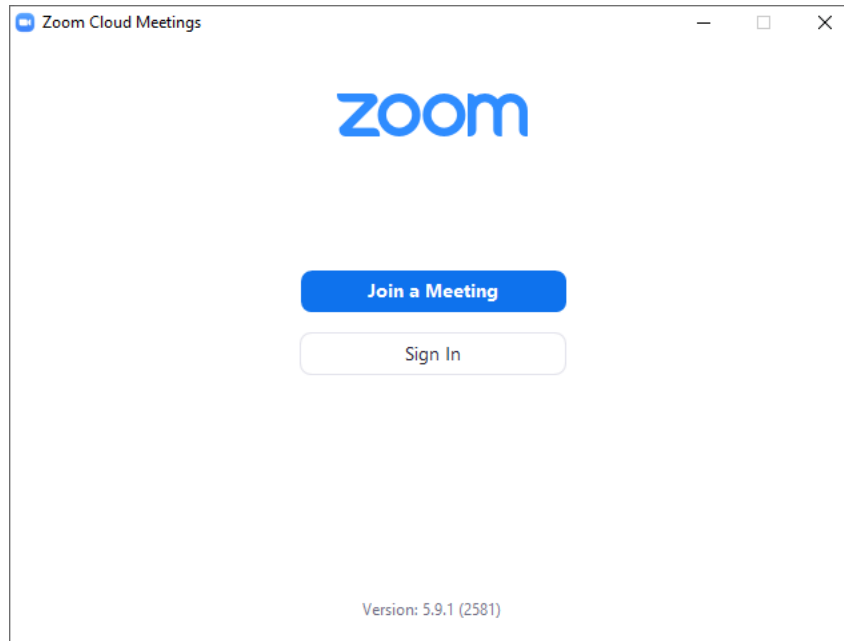 Zoom Cloud Meetings
zoom
Join a Meeting
Sign In
Version: 5.9.1 (2581)